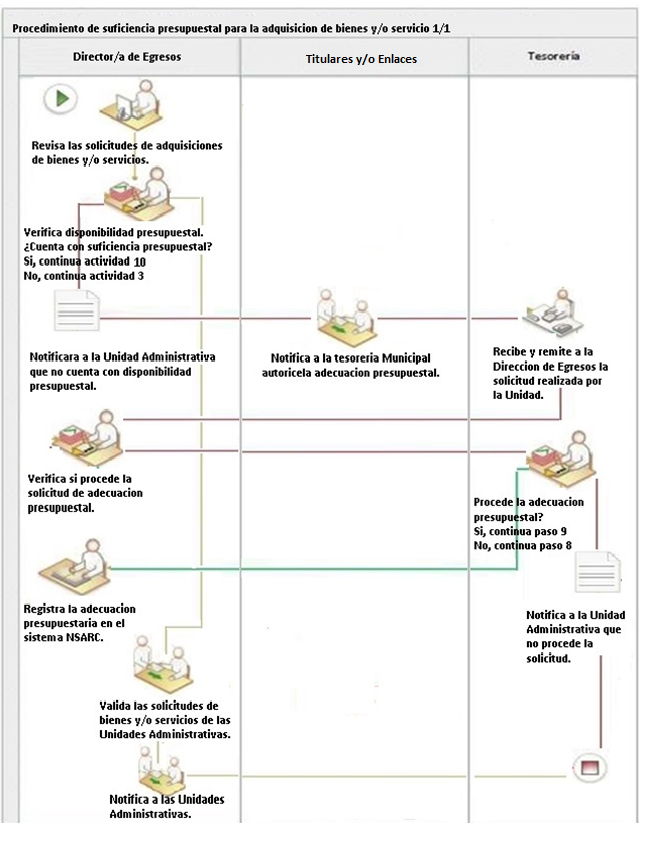 Procedimiento de suficiencia presupuestal para la adquisicion de bienes y/o servicio 1/1
Director/a de Egresos
Titulares y/o Enlaces
Tesorería
Revisa las solicitudes de adquisiciones
de bienes y/o servicios.
Verifica disponibilidad presupuestal.
¿Cuenta con suficiencia presupuestal?
Si, continua actividad 10
No, continua actividad 3
Notificara a la Unidad Administrativa
que no cuenta con disponibilidad
presupuestal.
Notifica a la tesoreria Municipal
autoricela adecuacion presupuestal.
Recibe y remite a la
Direccion de Egresos la
solicitud realizada por
la Unidad.
Verifica si procede la
solicitud de adecuacion
presupuestal.
Procede la adecuacion
presupuestal?
Si, continua paso 9
No, continua paso 8
Registra la adecuacion
presupuestaria en el
sistema NSARC.
Notifica a la Unidad
Administrativa que
no procede la
solicitud.
Valida las solicitudes de
bienes y/o servicios de las
Unidades Administrativas.
Notifica a las Unidades
Administrativas.